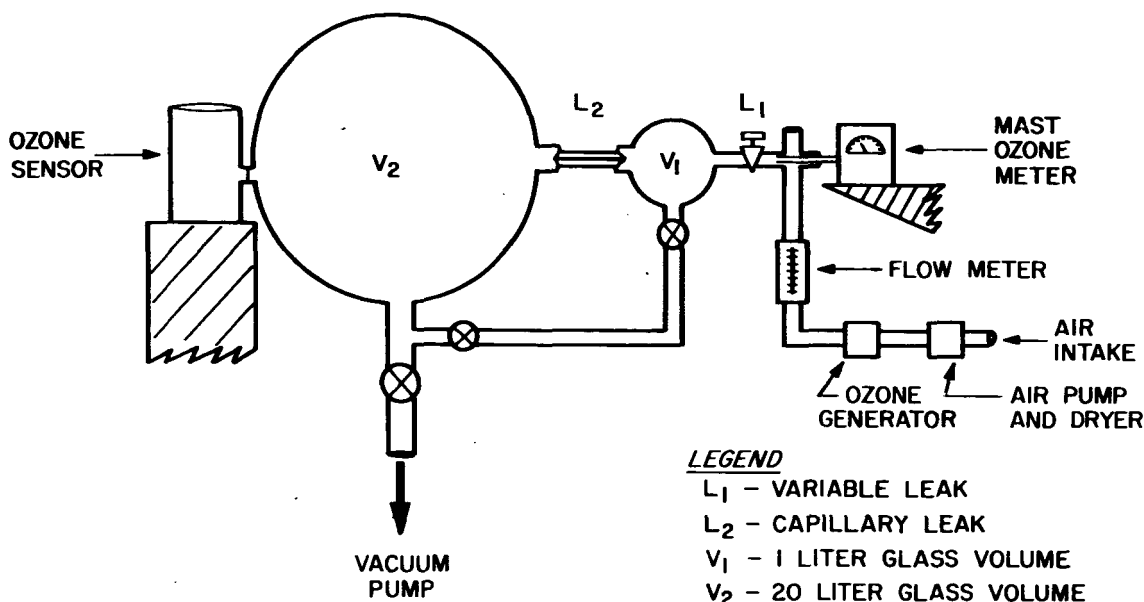 OZONE
SENSOR
V2
L2
V1
L1
MAST
OZONE
METER
FLOW METER
AIR
INTAKE
OZONE
GENERATOR
AIR PUMP
AND DRYER
VACUUM
PUMP
LEGEND
L1 – VARIABLE LEAK
L2 – CAPILLARY LEAK
V1 – 1 LITER GLASS VOLUME
V2 – 20 LITER GLASS VOLUME